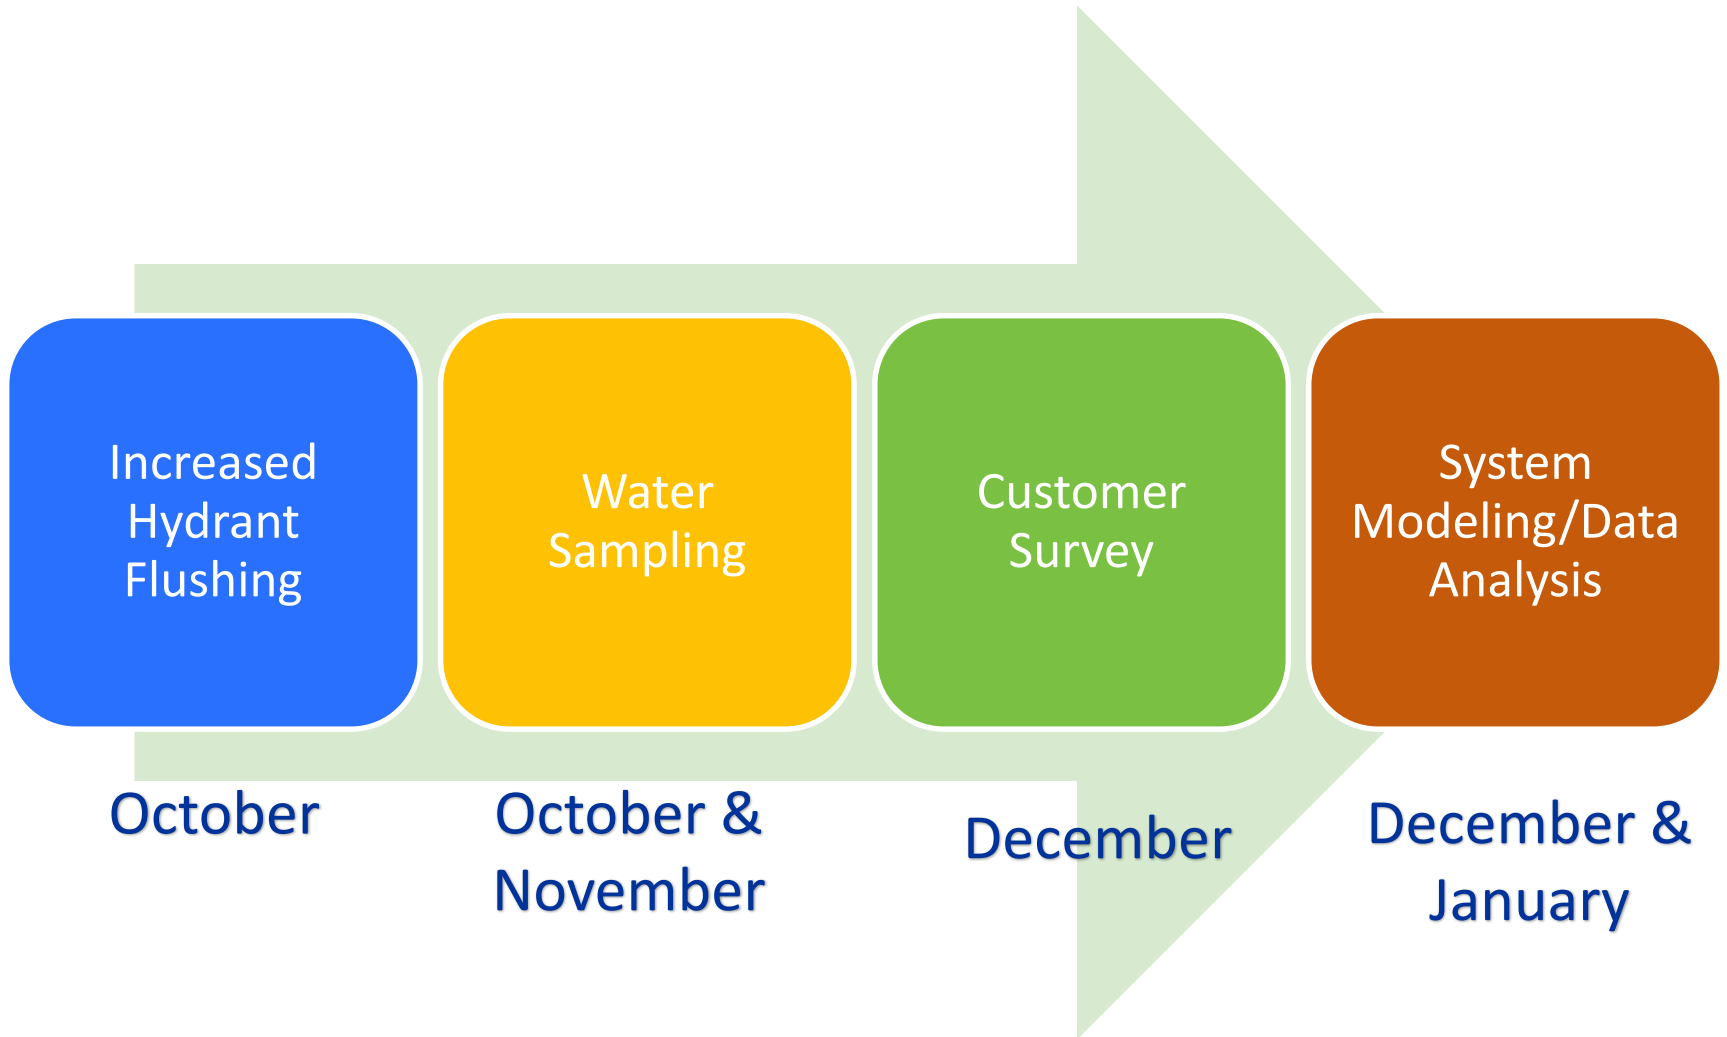 Increased
Hydrant
Flushing
Water
Sampling
Customer
Survey
System
Modeling/Data
Analysis
October
October &
November
December
December &
January